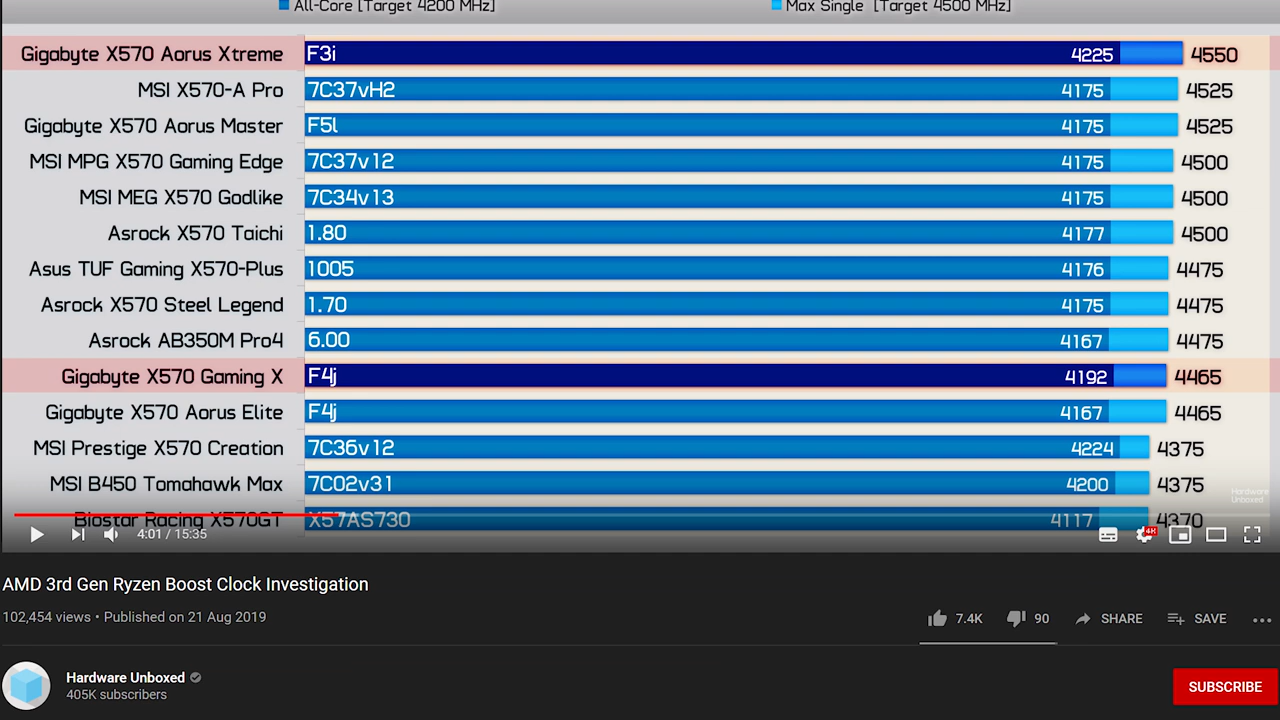 All-Core [Target 4200 MHz] Max Single [Target 4500 MHz]
Gigabyte X570 Aorus Xtreme F3i 4225 4550
MSI X570-A Pro 7C37vH2 4175 4525
Gigabyte X570 Aorus Master F5l 4175 4525
MSI MPG X570 Gaming Edge 7C37v12 4175 4500
MSI MEG X570 Godlike 7C34v13 4175 4500
Asrock X570 Taichi 1.80 4177 4500
Asus TUF Gaming X570-Plus 1005 4176 4475
Asrock X570 Steel Legend 1.70 4175 4475
Asrock AB350M Pro4 6.00 4167 4475
Gigabyte X570 Gaming X F4j 4192 4465
Gigabyte X570 Aorus Elite F4j 4167 4465
MSI Prestige X570 Creation 7C36v12 4224 4375
MSI B450 Tomahawk Max 7C02v31 4200 4375
Hardware
Unboxed
Biostar Racing X570GT X57AS730 4117 4370
4:01 / 15:35 4K
AMD 3rd Gen Ryzen Boost Clock Investigation
102,454 views • Published on 21 Aug 2019 7.4K 90 SHARE SAVE
Hardware Unboxed
405K subscribers
SUBSCRIBE